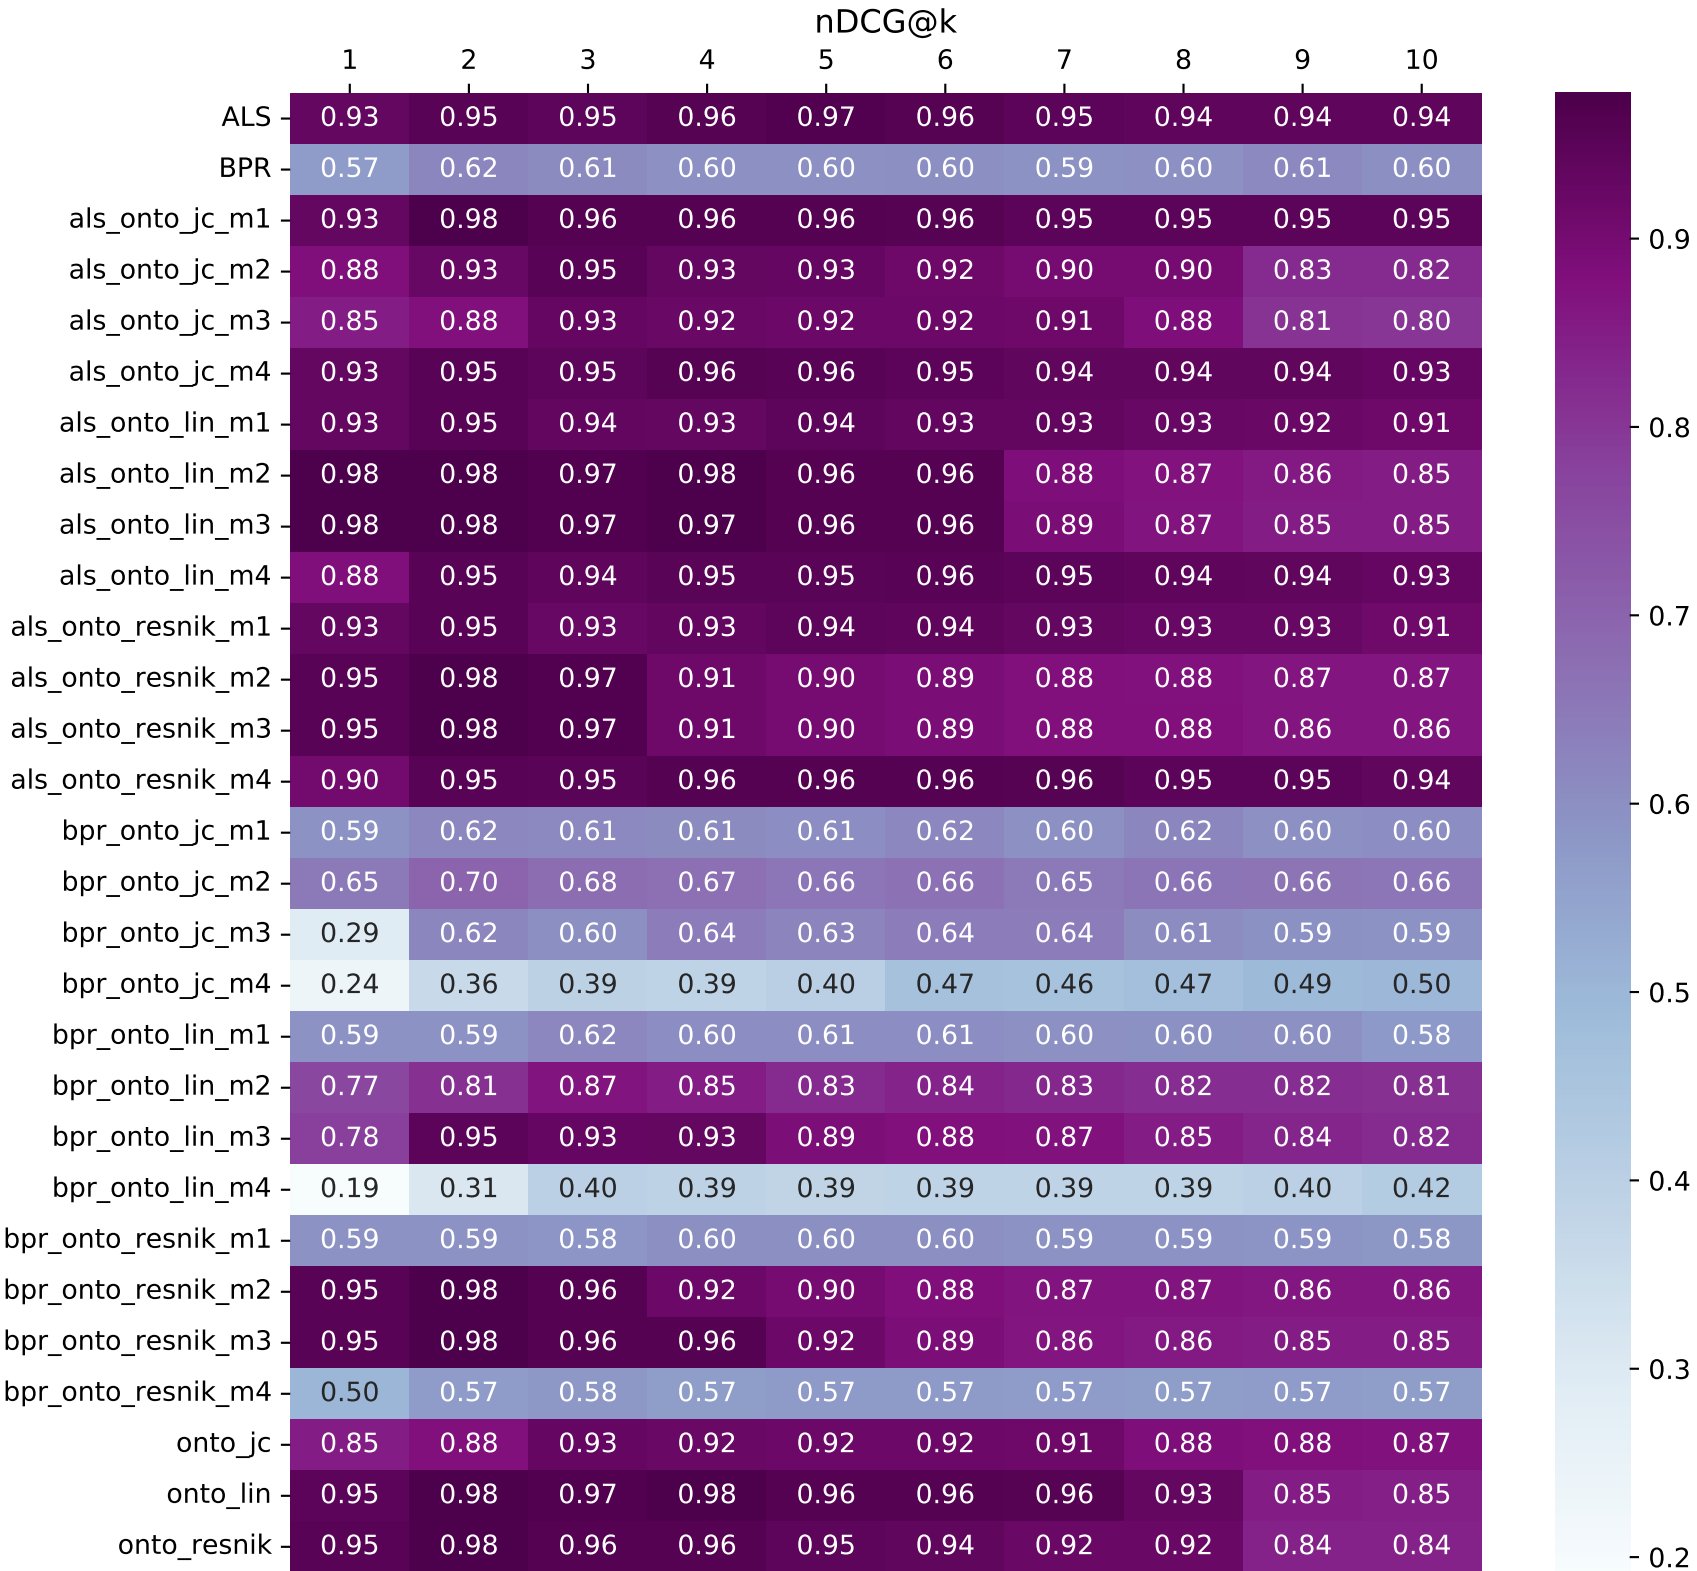 nDCG@k
1 2 3 4 5 6 7 8 9 10
ALS 0.93 0.95 0.95 0.96 0.97 0.96 0.95 0.94 0.94 0.94
BPR 0.57 0.62 0.61 0.60 0.60 0.60 0.59 0.60 0.61 0.60
als_onto_jc_m1 0.93 0.98 0.96 0.96 0.96 0.96 0.95 0.95 0.95 0.95
als_onto_jc_m2 0.88 0.93 0.95 0.93 0.93 0.92 0.90 0.90 0.83 0.82
als_onto_jc_m3 0.85 0.88 0.93 0.92 0.92 0.92 0.91 0.88 0.81 0.80
als_onto_jc_m4 0.93 0.95 0.95 0.96 0.96 0.95 0.94 0.94 0.94 0.93
als_onto_lin_m1 0.93 0.95 0.94 0.93 0.94 0.93 0.93 0.93 0.92 0.91
als_onto_lin_m2 0.98 0.98 0.97 0.98 0.96 0.96 0.88 0.87 0.86 0.85
als_onto_lin_m3 0.98 0.98 0.97 0.97 0.96 0.96 0.89 0.87 0.85 0.85
als_onto_lin_m4 0.88 0.95 0.94 0.95 0.95 0.96 0.95 0.94 0.94 0.93
als_onto_resnik_m1 0.93 0.95 0.93 0.93 0.94 0.94 0.93 0.93 0.93 0.91
als_onto_resnik_m2 0.95 0.98 0.97 0.91 0.90 0.89 0.88 0.88 0.87 0.87
als_onto_resnik_m3 0.95 0.98 0.97 0.91 0.90 0.89 0.88 0.88 0.86 0.86
als_onto_resnik_m4 0.90 0.95 0.95 0.96 0.96 0.96 0.96 0.95 0.95 0.94
bpr_onto_jc_m1 0.59 0.62 0.61 0.61 0.61 0.62 0.60 0.62 0.60 0.60
bpr_onto_jc_m2 0.65 0.70 0.68 0.67 0.66 0.66 0.65 0.66 0.66 0.66
bpr_onto_jc_m3 0.29 0.62 0.60 0.64 0.63 0.64 0.64 0.61 0.59 0.59
bpr_onto_jc_m4 0.24 0.36 0.39 0.39 0.40 0.47 0.46 0.47 0.49 0.50
bpr_onto_lin_m1 0.59 0.59 0.62 0.60 0.61 0.61 0.60 0.60 0.60 0.58
bpr_onto_lin_m2 0.77 0.81 0.87 0.85 0.83 0.84 0.83 0.82 0.82 0.81
bpr_onto_lin_m3 0.78 0.95 0.93 0.93 0.89 0.88 0.87 0.85 0.84 0.82
bpr_onto_lin_m4 0.19 0.31 0.40 0.39 0.39 0.39 0.39 0.39 0.40 0.42
bpr_onto_resnik_m1 0.59 0.59 0.58 0.60 0.60 0.60 0.59 0.59 0.59 0.58
bpr_onto_resnik_m2 0.95 0.98 0.96 0.92 0.90 0.88 0.87 0.87 0.86 0.86
bpr_onto_resnik_m3 0.95 0.98 0.96 0.96 0.92 0.89 0.86 0.86 0.85 0.85
bpr_onto_resnik_m4 0.50 0.57 0.58 0.57 0.57 0.57 0.57 0.57 0.57 0.57
onto_jc 0.85 0.88 0.93 0.92 0.92 0.92 0.91 0.88 0.88 0.87
onto_lin 0.95 0.98 0.97 0.98 0.96 0.96 0.96 0.93 0.85 0.85
onto_resnik 0.95 0.98 0.96 0.96 0.95 0.94 0.92 0.92 0.84 0.84
0.9
0.8
0.7
0.6
0.5
0.4
0.3
0.2